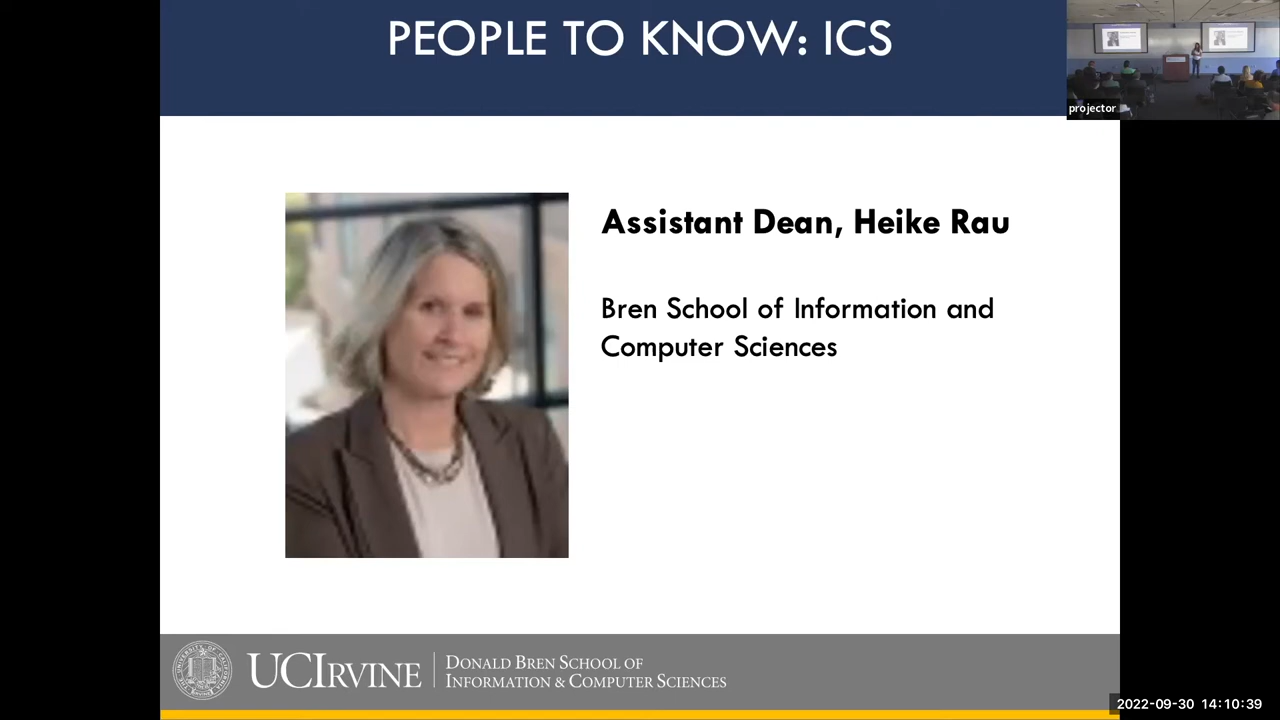 PEOPLE TO KNOW: ICS
projector
Assistant Dean, Heike Rau
Bren School of Information and
Computer Sciences
UCIRVINE
DONALD BREN SCHOOL OF
INFORMATION & COMPUTER SCIENCES
2022-09-30 14:10:39